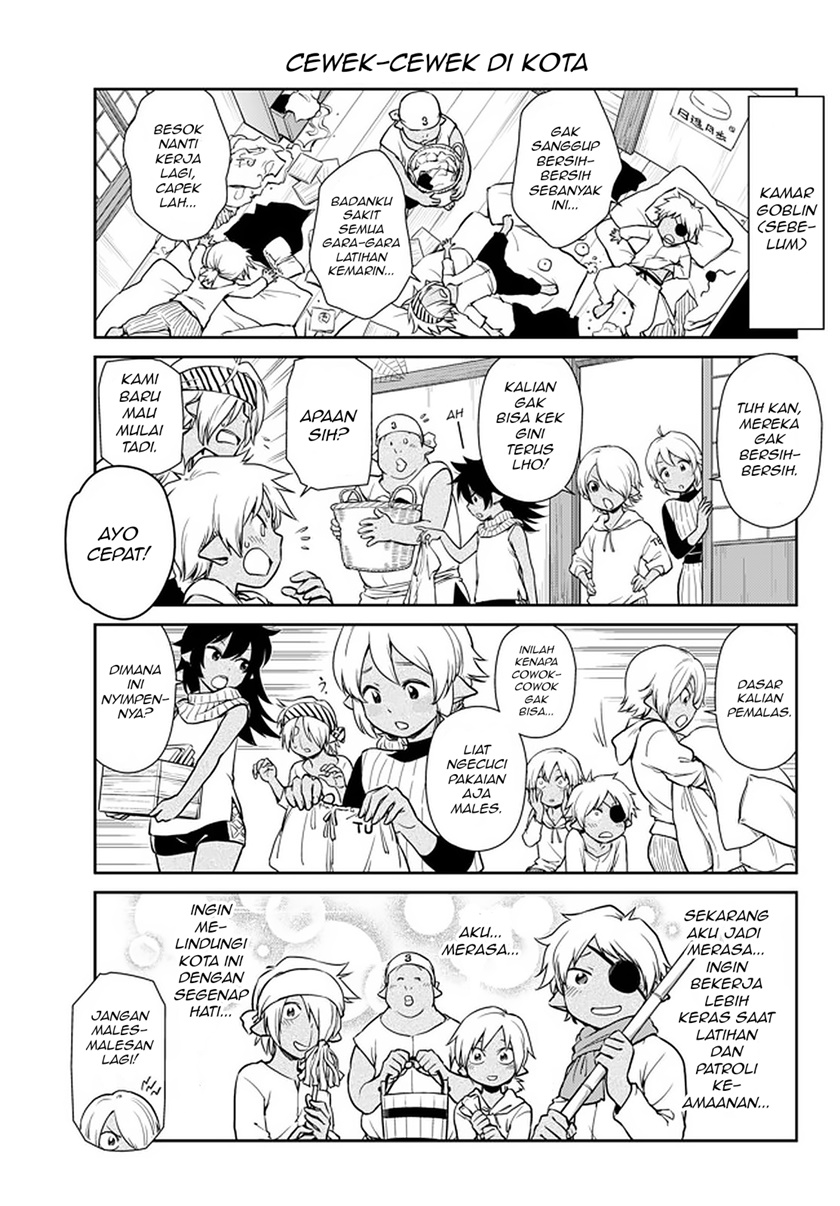 CEWEK-CEWEK DI KOTA
KAMAR
GOBLIN
(SEBE-
LUM)
GAK
SANGGUP
BERSIH-
BERSIH
SEBANYAK
INI...
BADANKU
SAKIT
SEMUA
GARA-GARA
LATIHAN
KEMARIN...
BESOK
NANTI
KERJA
LAGI,
CAPEK
LAH...
3
TUH KAN,
MEREKA
GAK
BERSIH-
BERSIH.
KALIAN
GAK
BISA KEK
GINI
TERUS
LHO!
AH
3
APAAN
SIH?
KAMI
BARU
MAU
MULAI
TADI.
AYO
CEPAT!
DASAR
KALIAN
PEMALAS.
INILAH
KENAPA
COWOK-
COWOK
GAK
BISA...
LIAT
NGECUCI
PAKAIAN
AJA
MALES.
DIMANA
INI
NYIMPEN-
NYA?
SEKARANG
AKU JADI
MERASA...
INGIN
BEKERJA
LEBIH
KERAS SAAT
LATIHAN
DAN
PATROLI
KE-
AMAANAN...
AKU...
MERASA...
3
INGIN
ME-
LINDUNGI
KOTA INI
DENGAN
SEGENAP
HATI...
JANGAN
MALES-
MALESAN
LAGI!